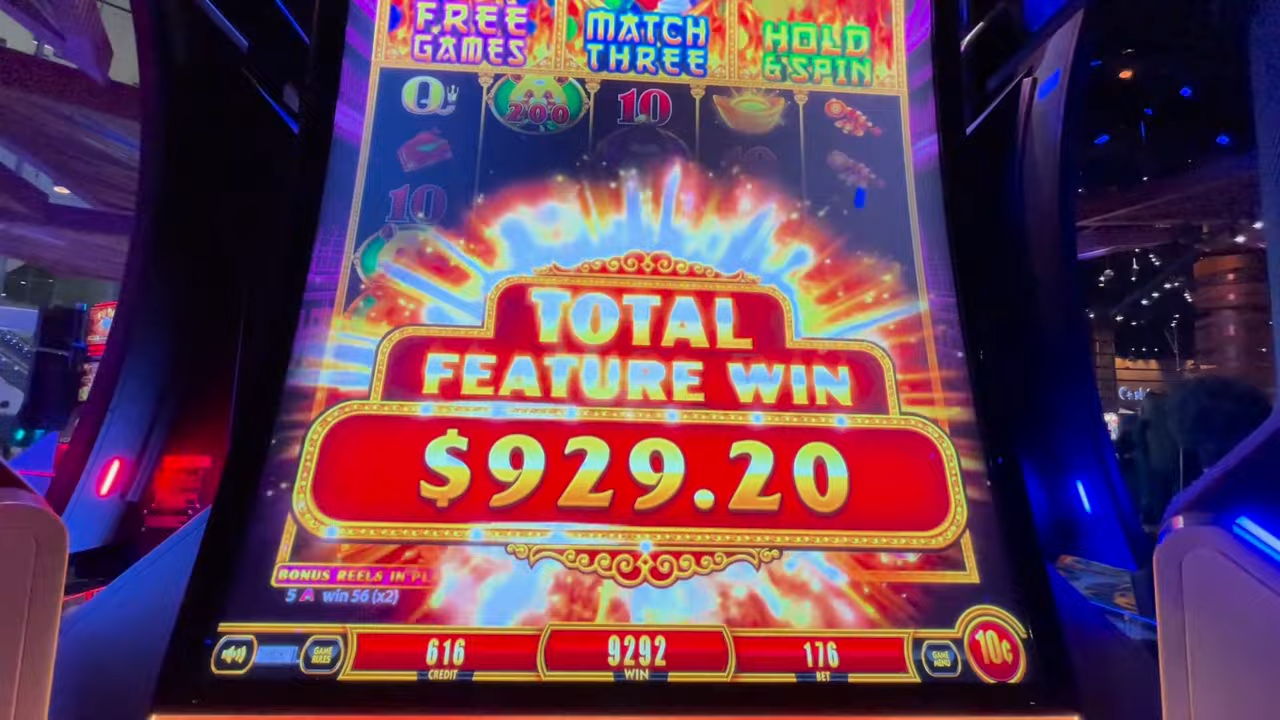 FREE
GAMES
MATCH
THREE
HOLD
& SPIN
Q
200
10
10
TOTAL
FEATURE WIN
$929.20
BONUS REELS IN PL
5 A win 56 (x2)
GAME
RULES
616
CREDIT
9292
WIN
176
BET
GAME
MENU
10¢